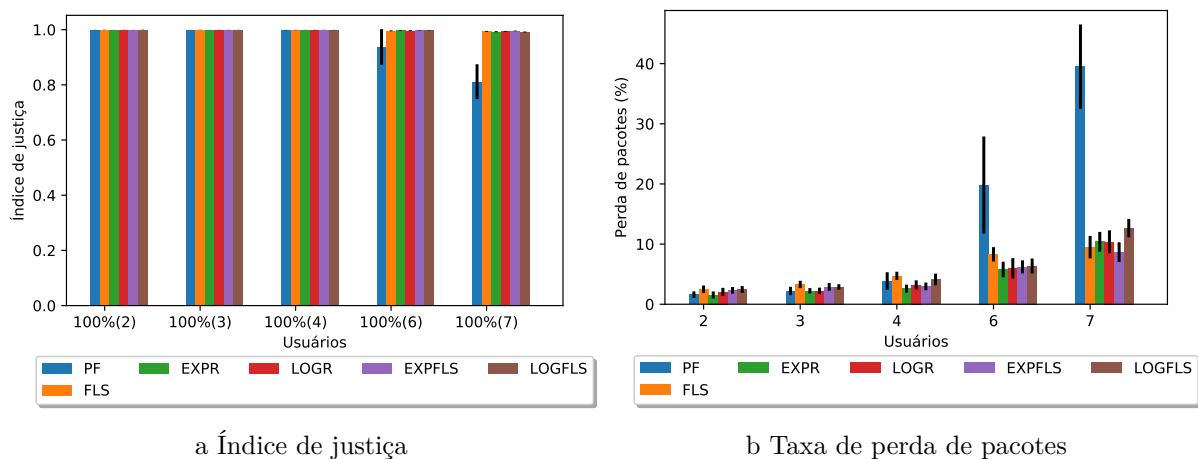 1.0
0.8
0.6
0.4
0.2
0.0
Índice de justiça
100%(2) 100%(3) 100%(4) 100%(6) 100%(7)
Usuários
PF EXPR LOGR EXPFLS LOGFLS
FLS
a Índice de justiça
40
30
20
10
0
Perda de pacotes (%)
2 3 4 6 7
Usuários
PF EXPR LOGR EXPFLS LOGFLS
FLS
b Taxa de perda de pacotes